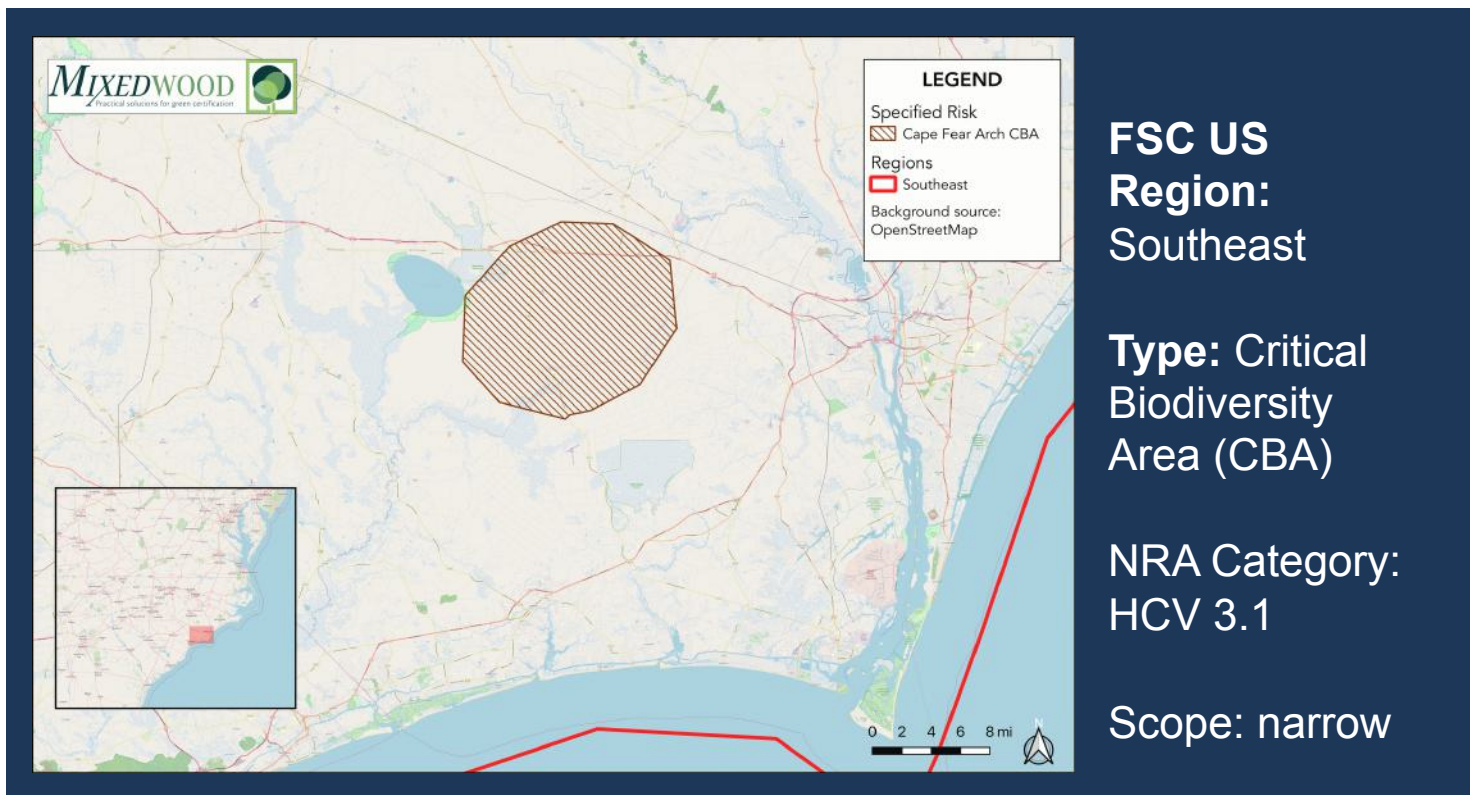 MIXEDWOOD
Practical solutions for green certification
LEGEND
Specified Risk
Cape Fear Arch CBA
Regions
Southeast
Background source:
OpenStreetMap
0 2 4 6 8 mi
N
FSC US
Region:
Southeast
Type: Critical
Biodiversity
Area (CBA)
NRA Category:
HCV 3.1
Scope: narrow